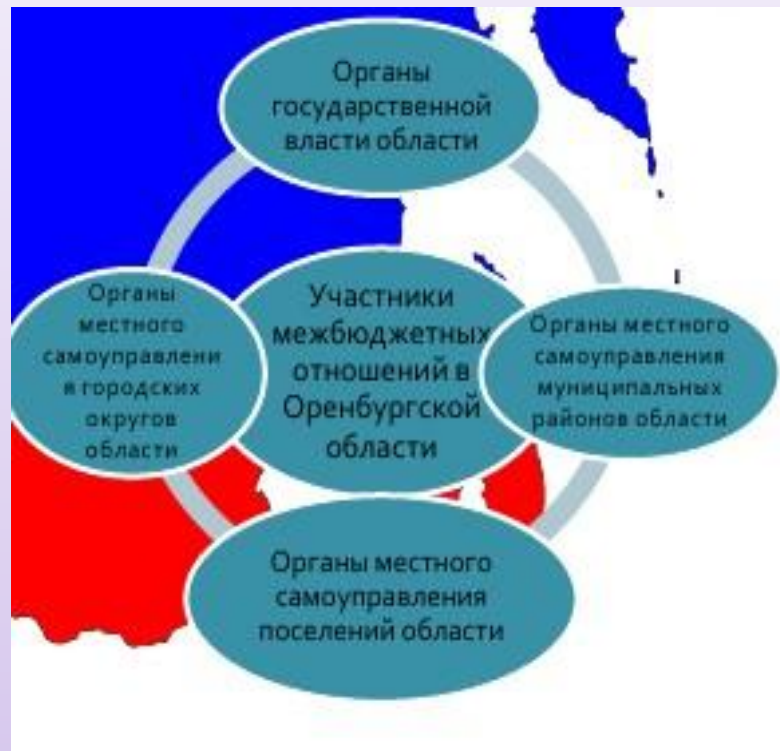 Органы
государственной
власти области
Органы
местного
самоуправлени
я городских
округов
области
Участники
межбюджетных
отношений в
Оренбургской
области
Органы местного
самоуправления
муниципальных
районов области
Органы местного
самоуправления
поселений области